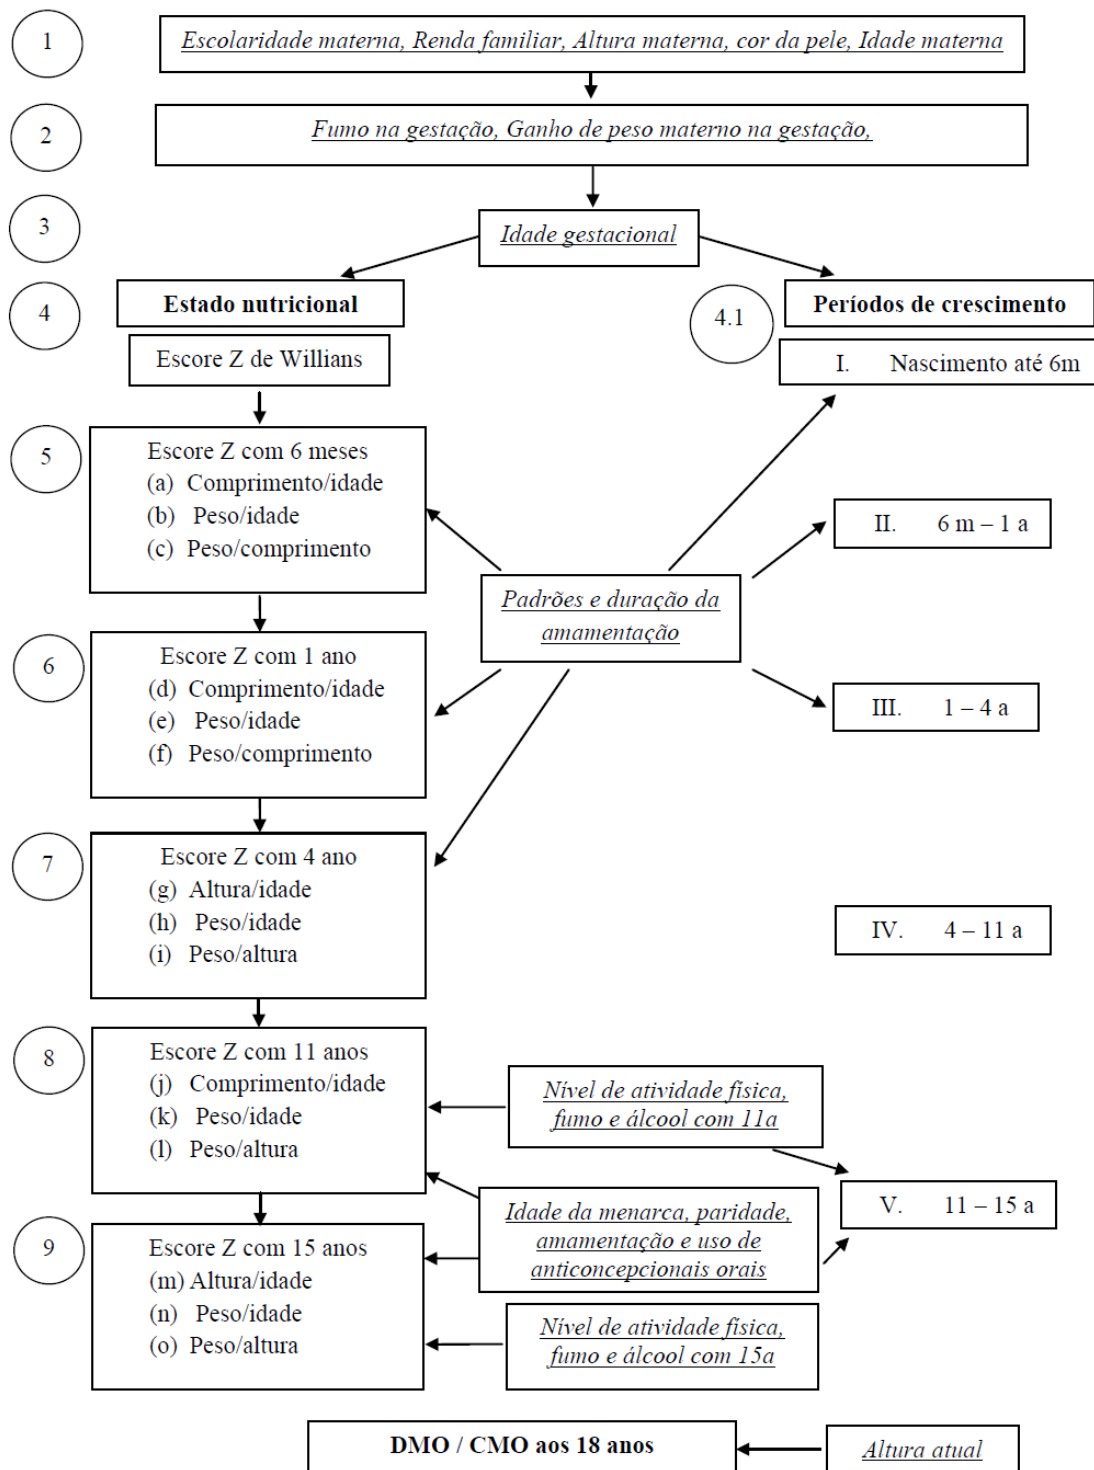 1
Escolaridade materna, Renda familiar, Altura materna, cor da pele, Idade materna
2
Fumo na gestação, Ganho de peso materno na gestação,
3
Idade gestacional
4
Estado nutricional
4.1
Períodos de crescimento
Escore Z de Willians
I. Nascimento até 6m
5
Escore Z com 6 meses
(a) Comprimento/idade
(b) Peso/idade
(c) Peso/comprimento
II. 6 m – 1 a
Padrões e duração da
amamentação
6
Escore Z com 1 ano
(d) Comprimento/idade
(e) Peso/idade
(f) Peso/comprimento
III. 1 – 4 a
7
Escore Z com 4 ano
(g) Altura/idade
(h) Peso/idade
(i) Peso/altura
IV. 4 – 11 a
8
Escore Z com 11 anos
(j) Comprimento/idade
(k) Peso/idade
(l) Peso/altura
Nível de atividade física,
fumo e álcool com 11a
V. 11 – 15 a
Idade da menarca, paridade,
amamentação e uso de
anticoncepcionais orais
9
Escore Z com 15 anos
(m) Altura/idade
(n) Peso/idade
(o) Peso/altura
Nível de atividade física,
fumo e álcool com 15a
DMO / CMO aos 18 anos
Altura atual